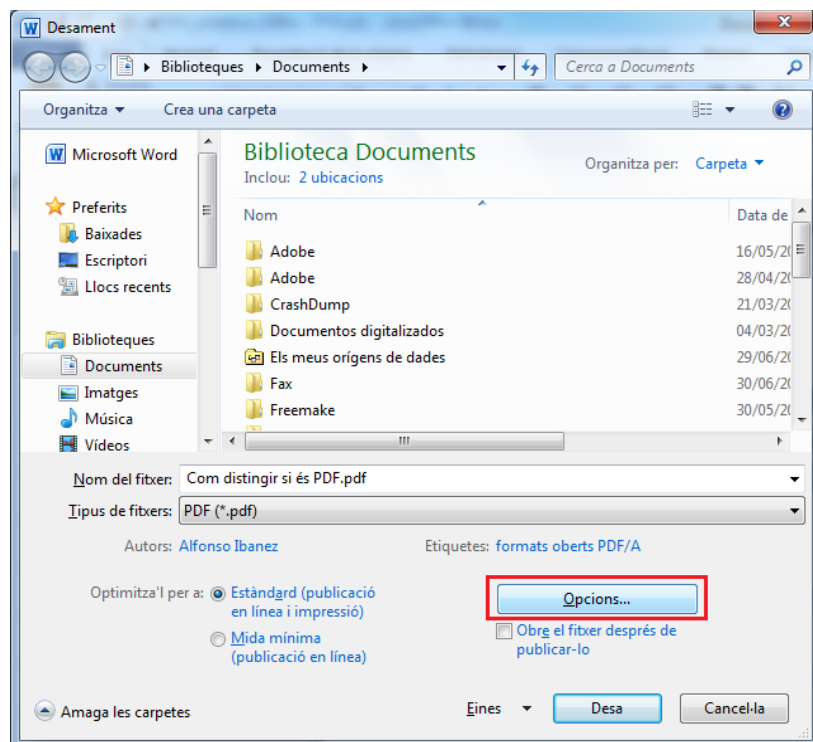 Desament
Biblioteques Documents Cerca a Documents
Organitza Crea una carpeta
Microsoft Word
Preferits
Baixades
Escriptori
Llocs recents
Biblioteques
Documents
Imatges
Música
Vídeos
Biblioteca Documents
Inclou: 2 ubicacions
Organitza per: Carpeta
Nom Data de
Adobe 16/05/20
Adobe 28/04/20
CrashDump 21/03/20
Documentos digitalizados 04/03/20
Els meus orígens de dades 29/06/20
Fax 30/06/20
Freemake 30/05/20
Nom del fitxer: Com distingir si és PDF.pdf
Tipus de fitxers: PDF (*.pdf)
Autors: Alfonso Ibanez Etiquetes: formats oberts PDF/A
Optimitza'l per a: Estàndard (publicació
en línea i impressió)
Mida mínima
(publicació en línea)
Opcions...
Obre el fitxer després de
publicar-lo
Amaga les carpetes Eines Desa Cancel·la